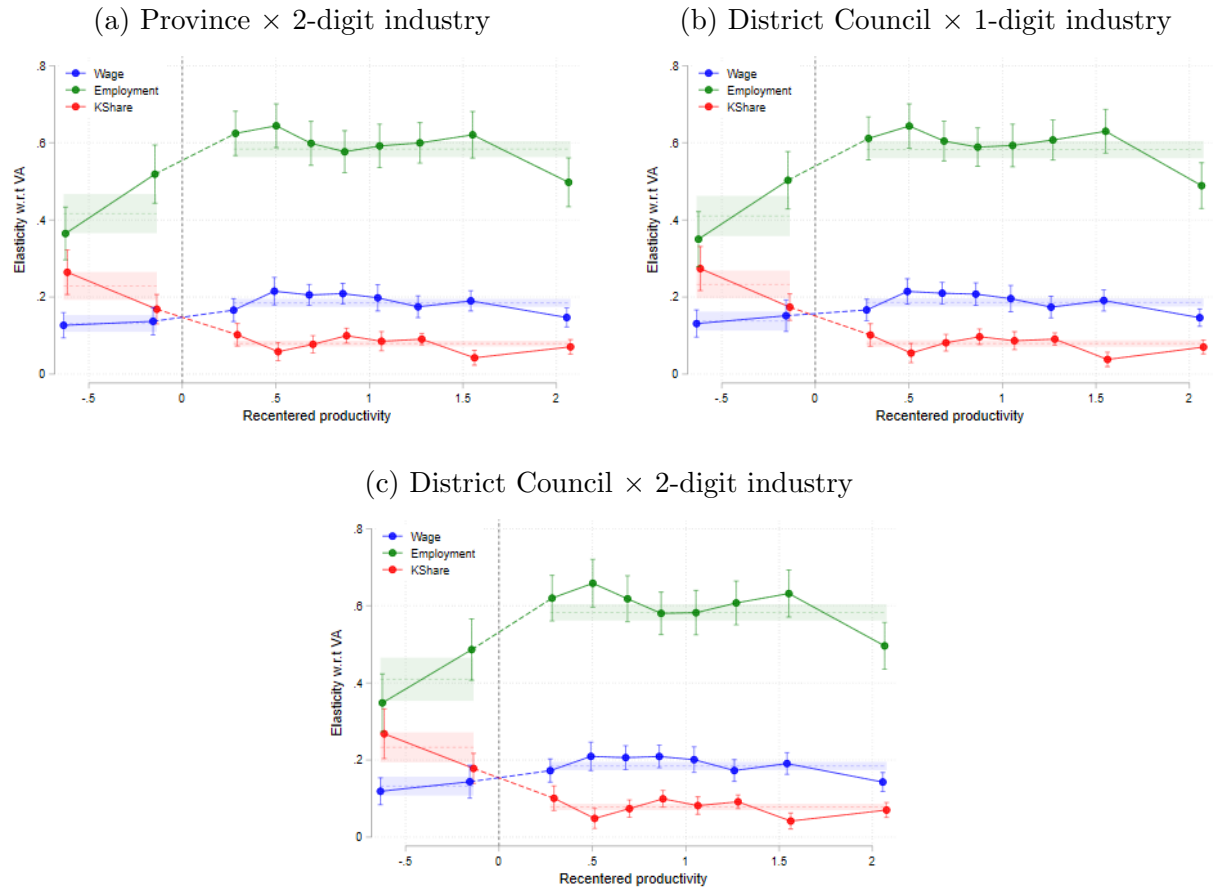 (a) Province × 2-digit industry
(b) District Council × 1-digit industry
.8
.6
.4
.2
0
Elasticity w.r.t VA
Wage
Employment
KShare
-.5
0
.5
1
1.5
2
Recentered productivity
.8
.6
.4
.2
0
Elasticity w.r.t VA
Wage
Employment
KShare
-.5
0
.5
1
1.5
2
Recentered productivity
(c) District Council × 2-digit industry
.8
.6
.4
.2
0
Elasticity w.r.t VA
Wage
Employment
KShare
-.5
0
.5
1
1.5
2
Recentered productivity